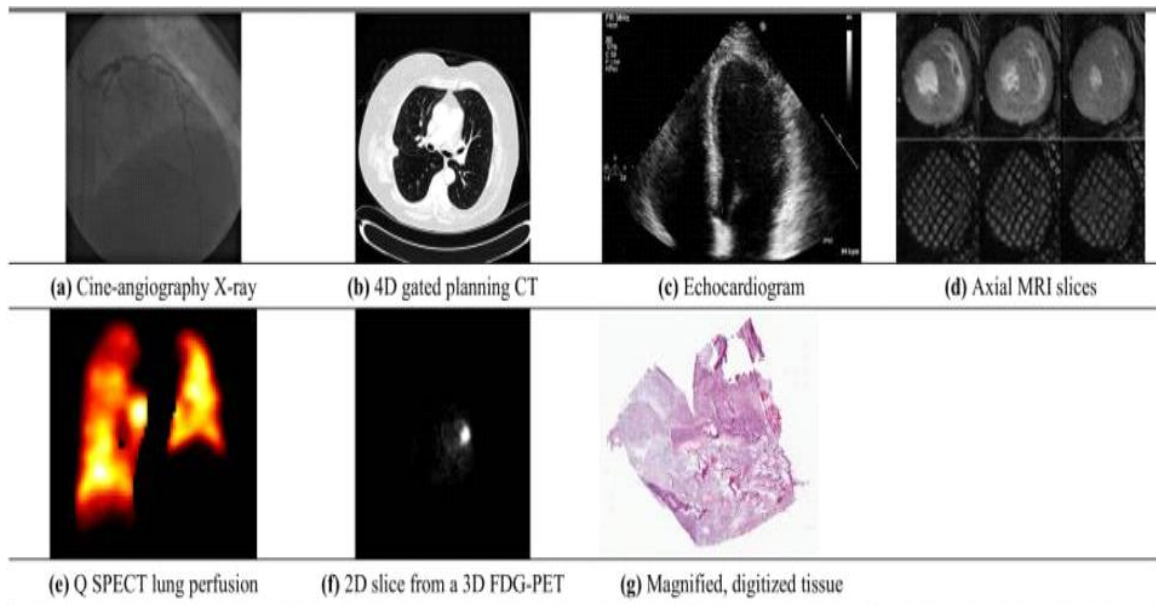 (a) Cine-angiography X-ray
(b) 4D gated planning CT
(c) Echocardiogram
(d) Axial MRI slices
(e) Q SPECT lung perfusion
(f) 2D slice from a 3D FDG-PET
(g) Magnified, digitized tissue